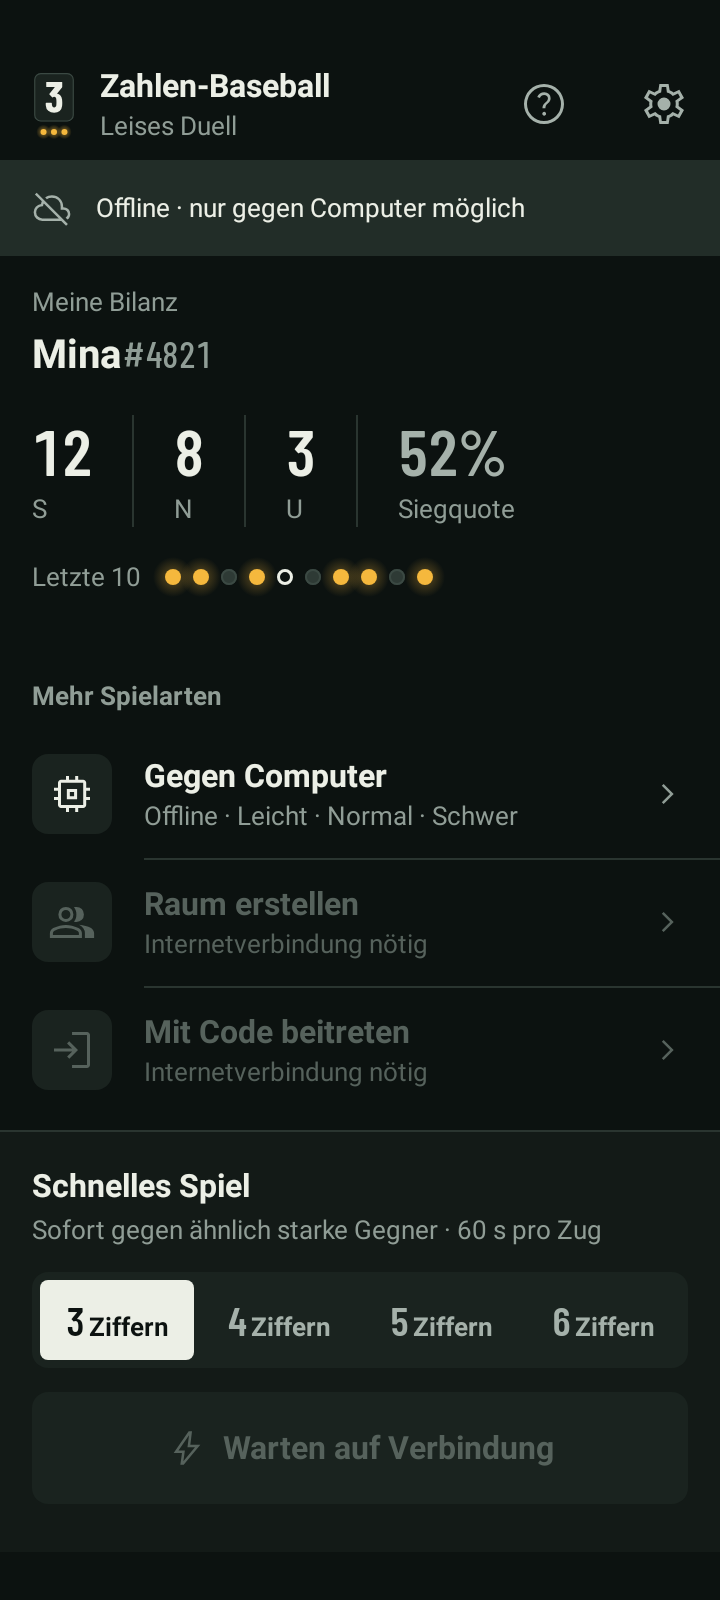 3
Zahlen-Baseball
Leises Duell
Offline · nur gegen Computer möglich
Meine Bilanz
Mina#4821
12 8 3 52%
S N U Siegquote
Letzte 10
Mehr Spielarten
Gegen Computer
Offline · Leicht · Normal · Schwer
Raum erstellen
Internetverbindung nötig
Mit Code beitreten
Internetverbindung nötig
Schnelles Spiel
Sofort gegen ähnlich starke Gegner · 60 s pro Zug
3 Ziffern 4 Ziffern 5 Ziffern 6 Ziffern
Warten auf Verbindung